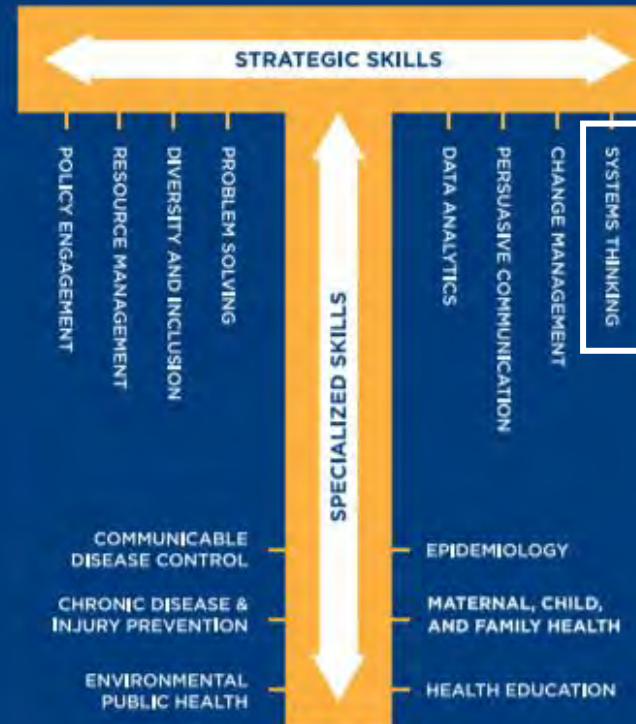 STRATEGIC SKILLS
POLICY ENGAGEMENT
RESOURCE MANAGEMENT
DIVERSITY AND INCLUSION
PROBLEM SOLVING
DATA ANALYTICS
PERSUASIVE COMMUNICATION
CHANGE MANAGEMENT
SYSTEMS THINKING
SPECIALIZED SKILLS
COMMUNICABLE
DISEASE CONTROL
CHRONIC DISEASE &
INJURY PREVENTION
ENVIRONMENTAL
PUBLIC HEALTH
EPIDEMIOLOGY
MATERNAL, CHILD,
AND FAMILY HEALTH
HEALTH EDUCATION